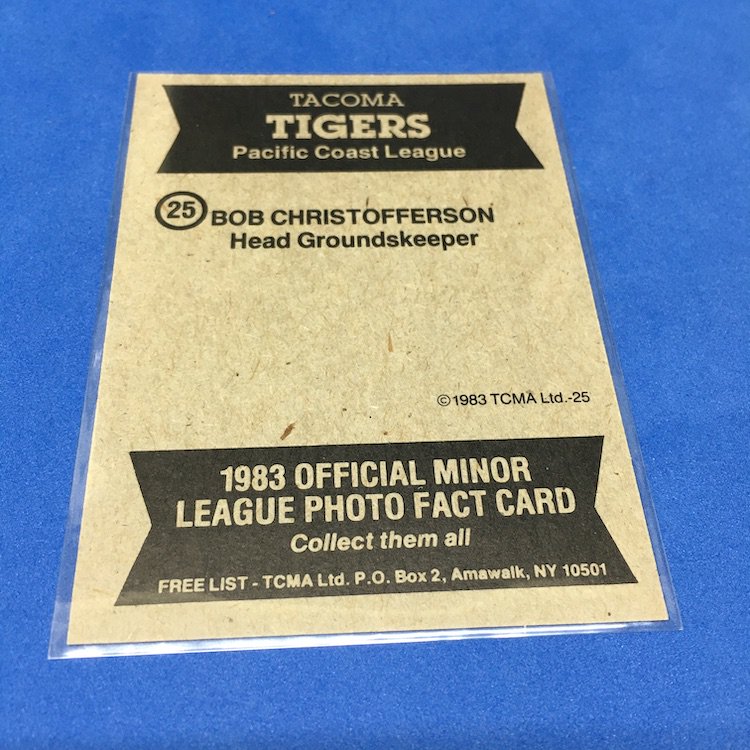 TACOMA
TIGERS
Pacific Coast League
25 BOB CHRISTOFFERSON
Head Groundskeeper
©1983 TCMA Ltd.-25
1983 OFFICIAL MINOR
LEAGUE PHOTO FACT CARD
Collect them all
FREE LIST - TCMA Ltd. P.O. Box 2, Amawalk, NY 10501